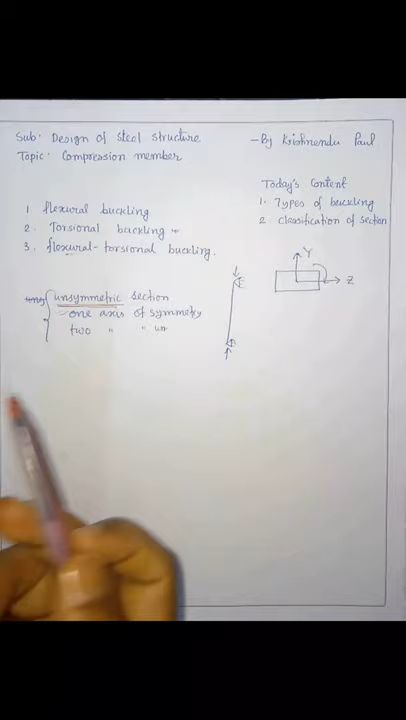 Sub: Design of steel structure
- By Krishnendu Paul
Topic: Compression member
Today's Content
1. Types of buckling
2. Classification of section
1. flexural buckling
2. Torsional buckling
3. flexural-torsional buckling.
Y
Z
unsymmetric section
one axis of symmetry
two " "